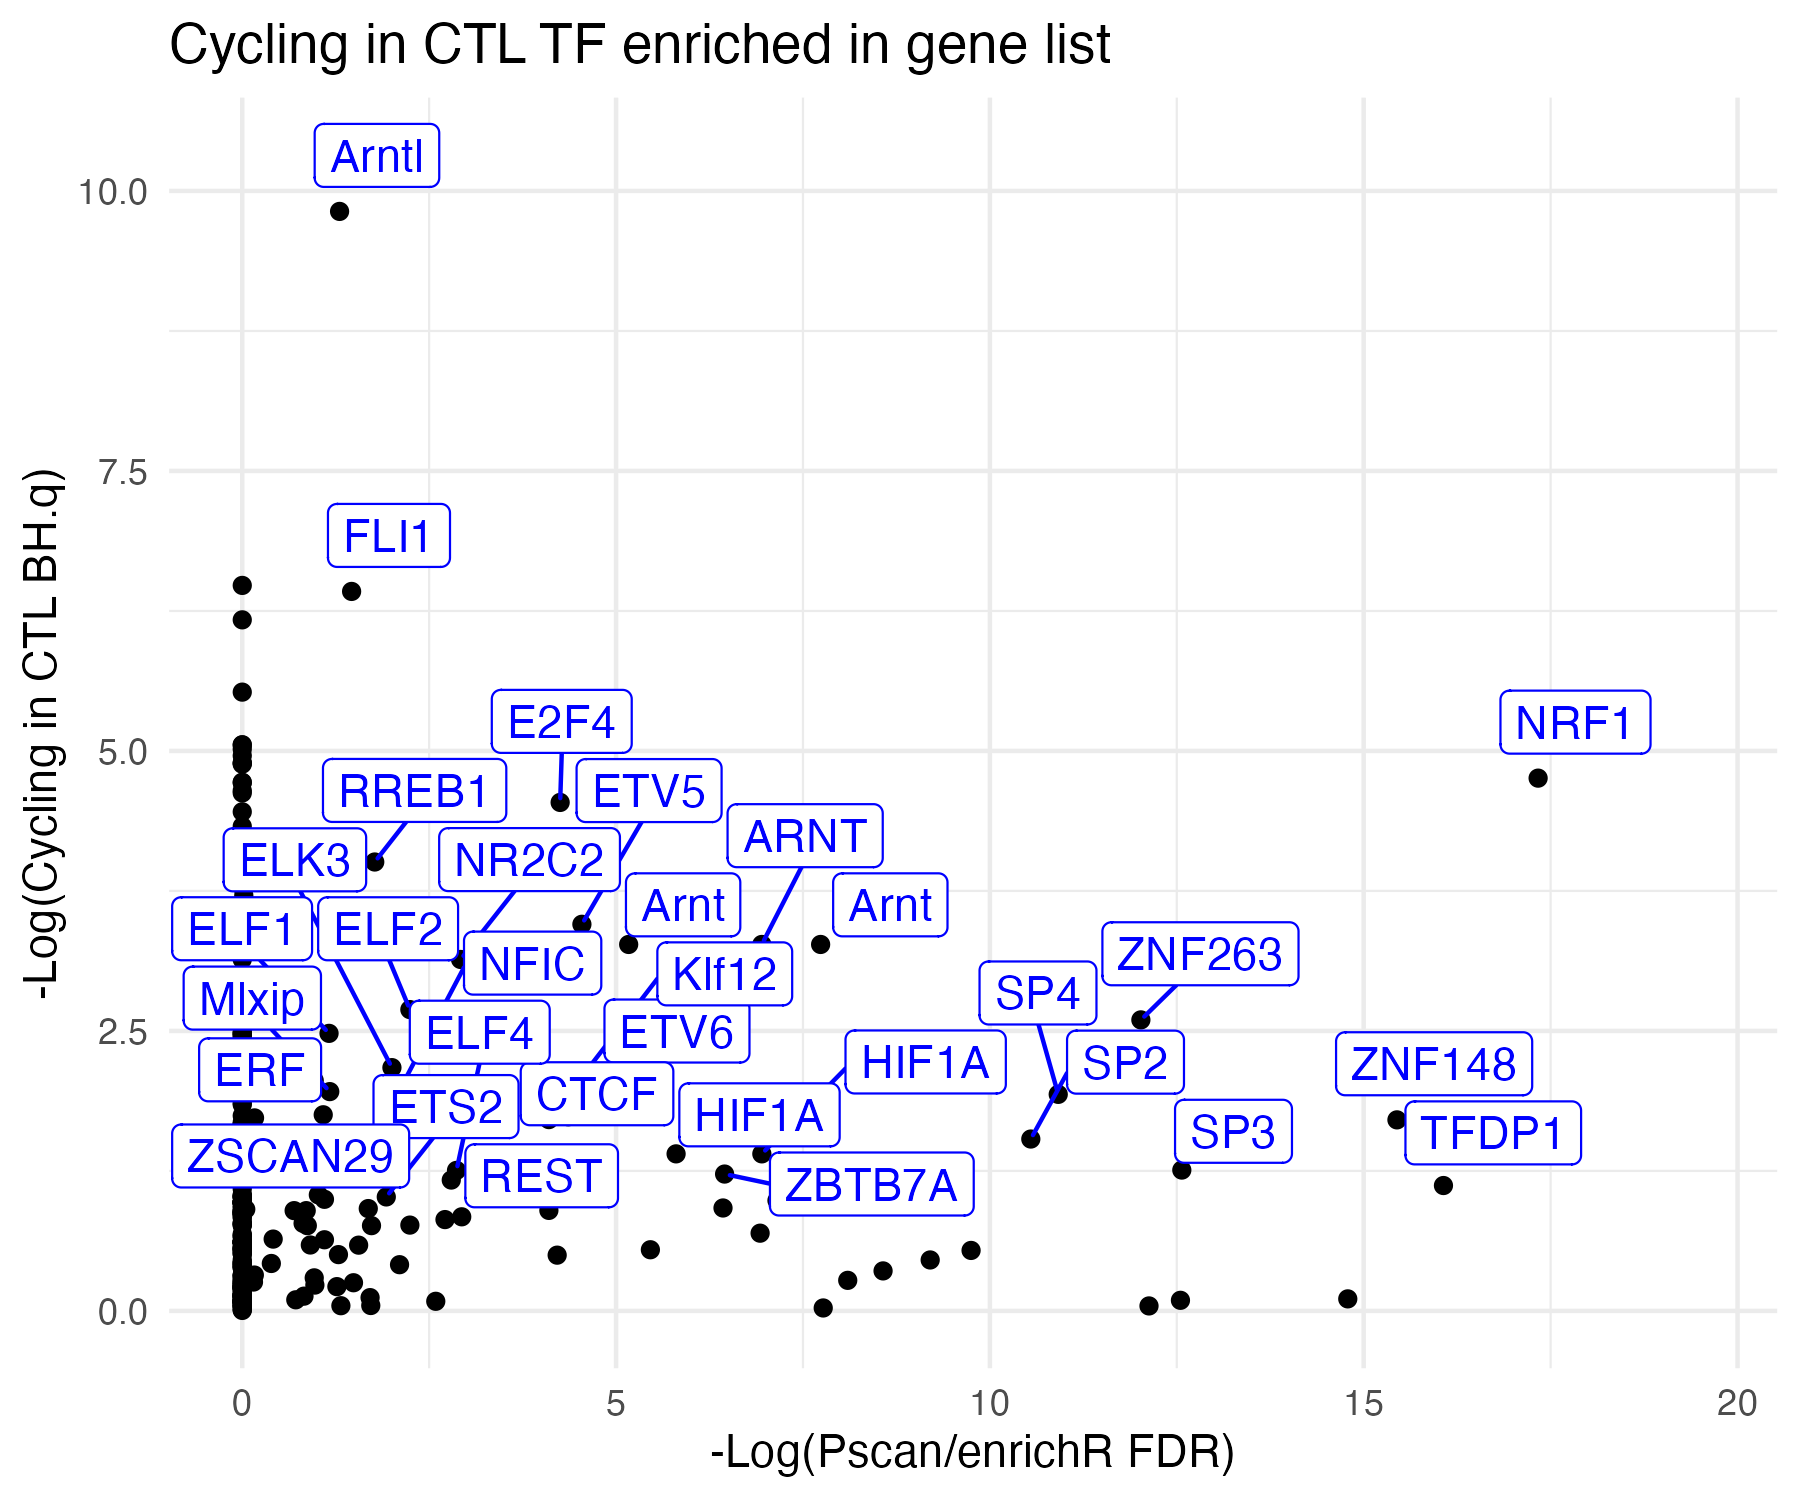 Cycling in CTL TF enriched in gene list
Arntl
10.0
FLI1
7.5
E2F4
NRF1
5.0
RREB1
ETV5
ARNT
ELK3
NR2C2
Arnt
Arnt
ELF1
ELF2
NFIC
Klf12
ZNF263
SP4
Mlxip
2.5
ELF4
ETV6
HIF1A
SP2
ZNF148
ERF
ETS2
CTCF
HIF1A
SP3
TFDP1
ZSCAN29
REST
ZBTB7A
0.0
0
5
10
15
20
-Log(Pscan/enrichR FDR)
-Log(Cycling in CTL BH.q)